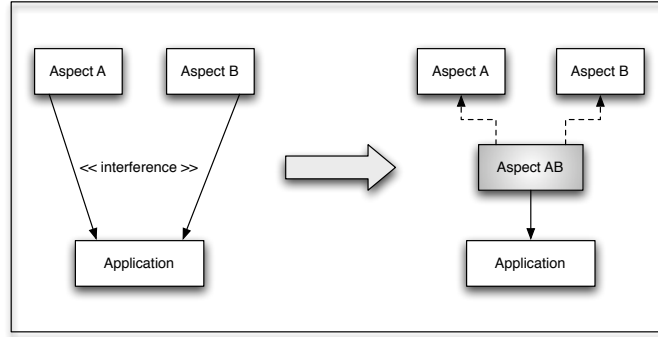 Aspect A
Aspect B
<< interference >>
Application
Aspect A
Aspect B
Aspect AB
Application